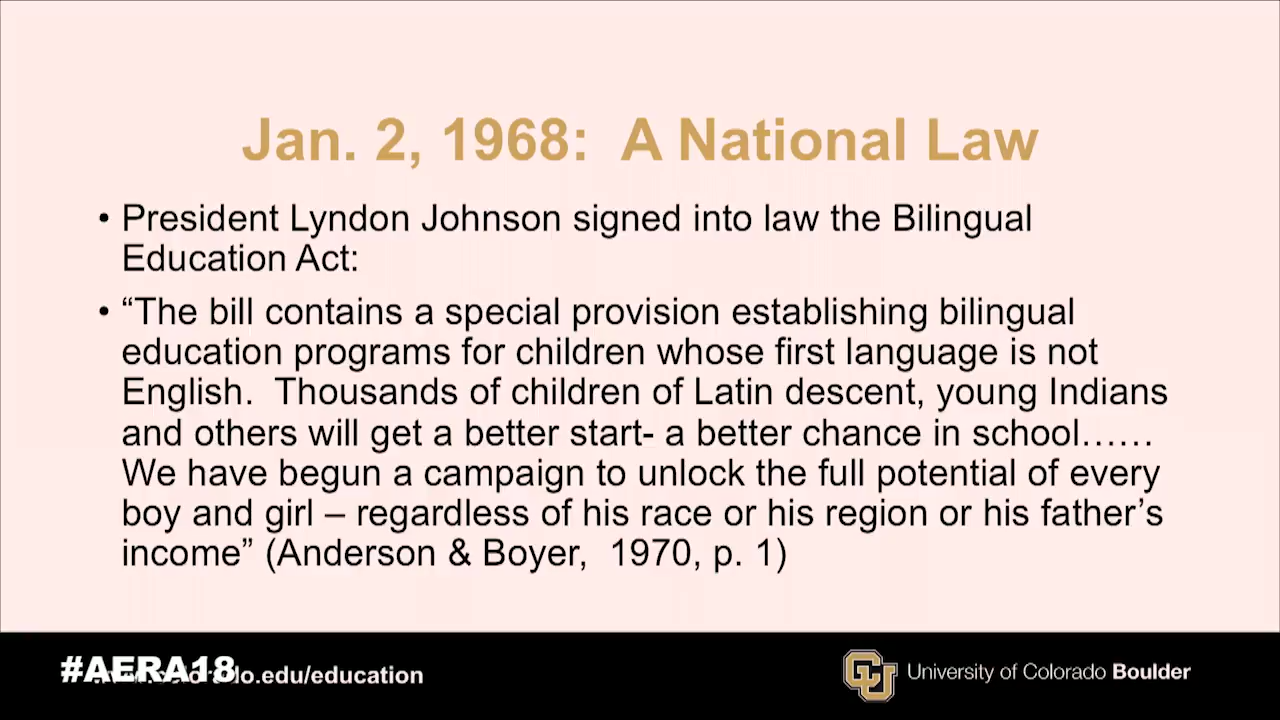 Jan. 2, 1968: A National Law
• President Lyndon Johnson signed into law the Bilingual
Education Act:
• “The bill contains a special provision establishing bilingual
education programs for children whose first language is not
English. Thousands of children of Latin descent, young Indians
and others will get a better start- a better chance in school……
We have begun a campaign to unlock the full potential of every
boy and girl – regardless of his race or his region or his father’s
income” (Anderson & Boyer, 1970, p. 1)
#AERA18
lo.edu/education
CU
University of Colorado Boulder